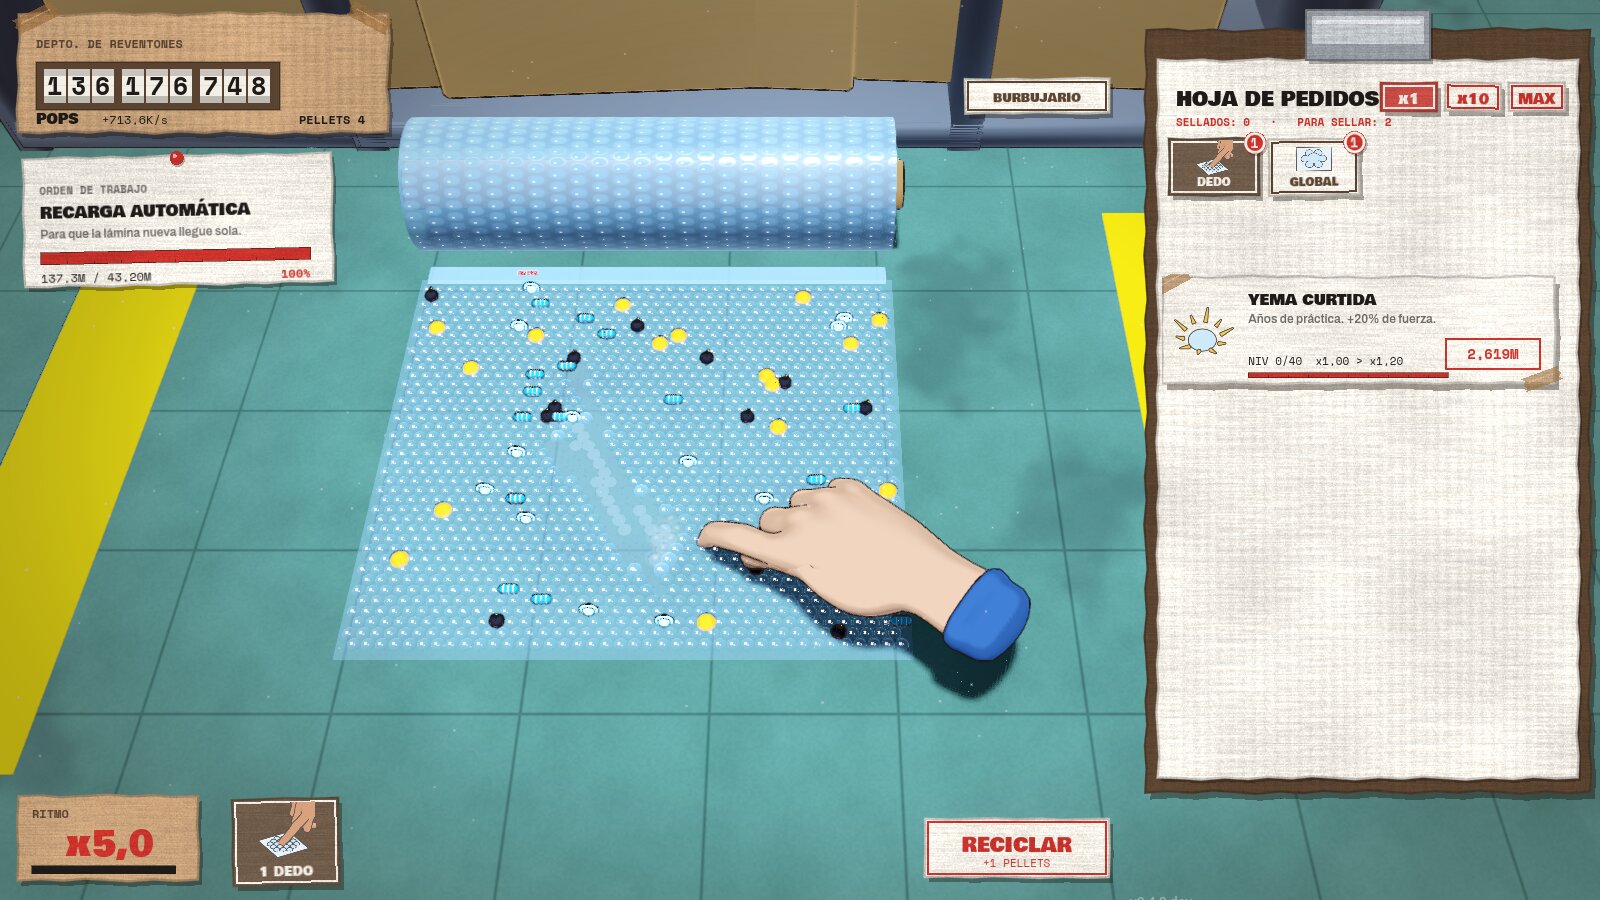 DEPTO. DE REVENTONES
136 176 748
POPS +713,6K/s PELLETS 4
ORDEN DE TRABAJO
RECARGA AUTOMÁTICA
Para que la lámina nueva llegue sola.
137.3M / 43.20M 100%
BURBUJARIO
HOJA DE PEDIDOS x1 x10 MAX
SELLADOS: 0 · PARA SELLAR: 2
1
DEDO
1
GLOBAL
YEMA CURTIDA
Años de práctica. +20% de fuerza.
NIV 0/40 x1,00 > x1,20
2,619M
RITMO
x5,0
1 DEDO
RECICLAR
+1 PELLETS